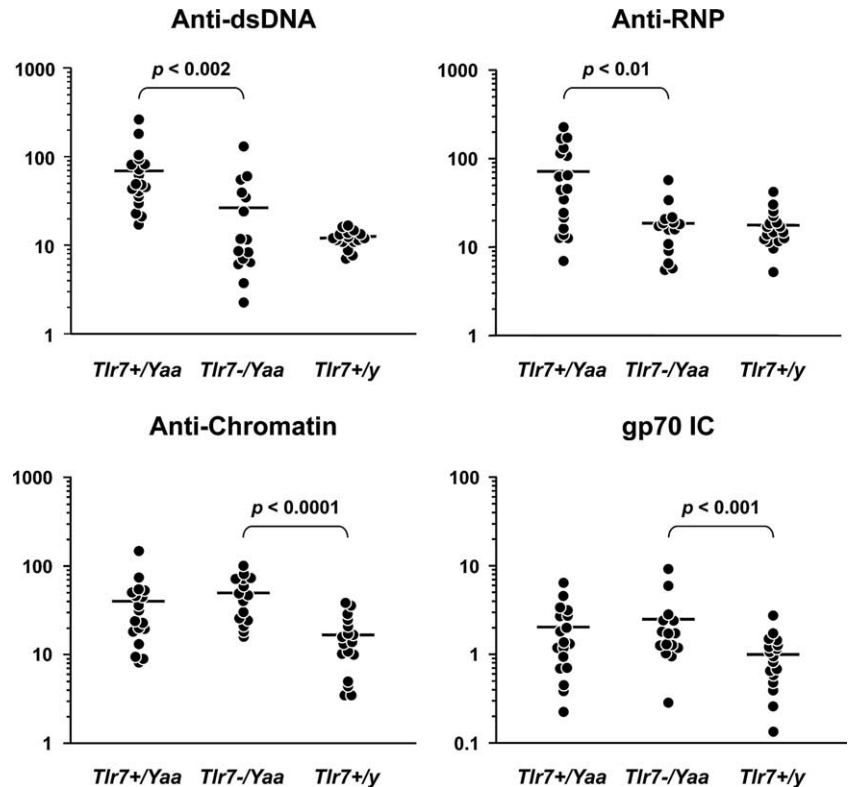 Anti-dsDNA
p < 0.002
1000
100
10
1
Tlr7+/Yaa Tlr7-/Yaa Tlr7+/y
Anti-RNP
p < 0.01
1000
100
10
1
Tlr7+/Yaa Tlr7-/Yaa Tlr7+/y
Anti-Chromatin
p < 0.0001
1000
100
10
1
Tlr7+/Yaa Tlr7-/Yaa Tlr7+/y
gp70 IC
p < 0.001
100
10
1
0.1
Tlr7+/Yaa Tlr7-/Yaa Tlr7+/y